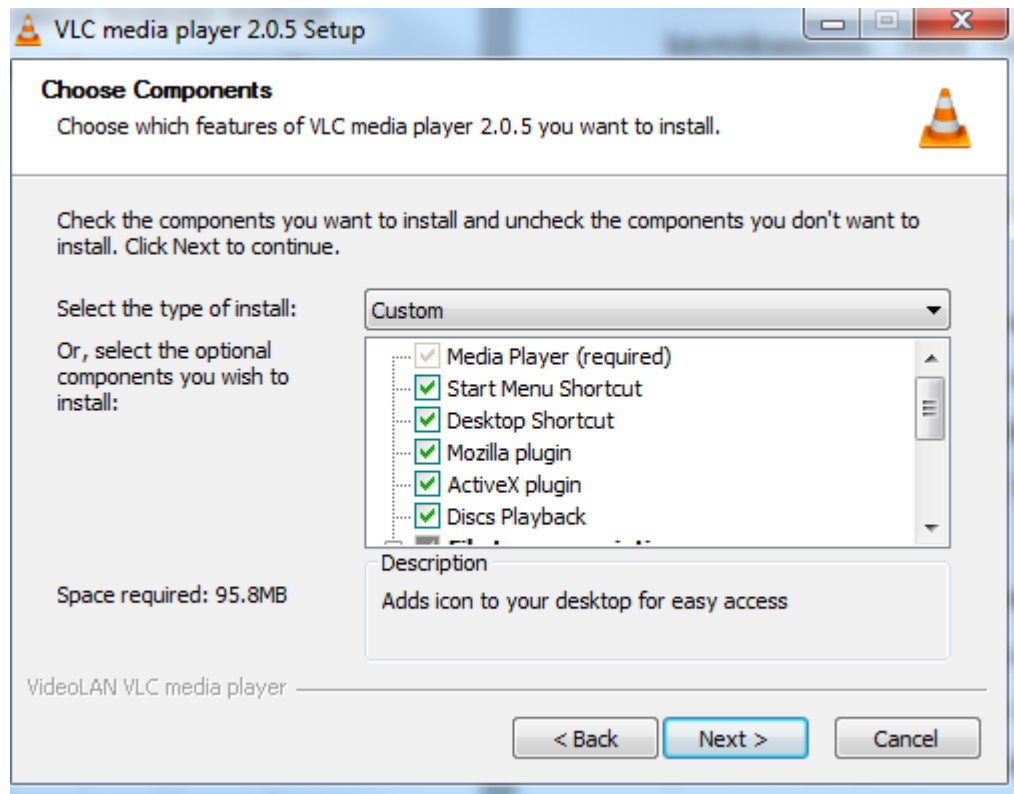 VLC media player 2.0.5 Setup
Choose Components
Choose which features of VLC media player 2.0.5 you want to install.
Check the components you want to install and uncheck the components you don't want to
install. Click Next to continue.
Select the type of install:
Custom
Or, select the optional
components you wish to
install:
Media Player (required)
Start Menu Shortcut
Desktop Shortcut
Mozilla plugin
ActiveX plugin
Discs Playback
Space required: 95.8MB
Description
Adds icon to your desktop for easy access
VideoLAN VLC media player
< Back
Next >
Cancel